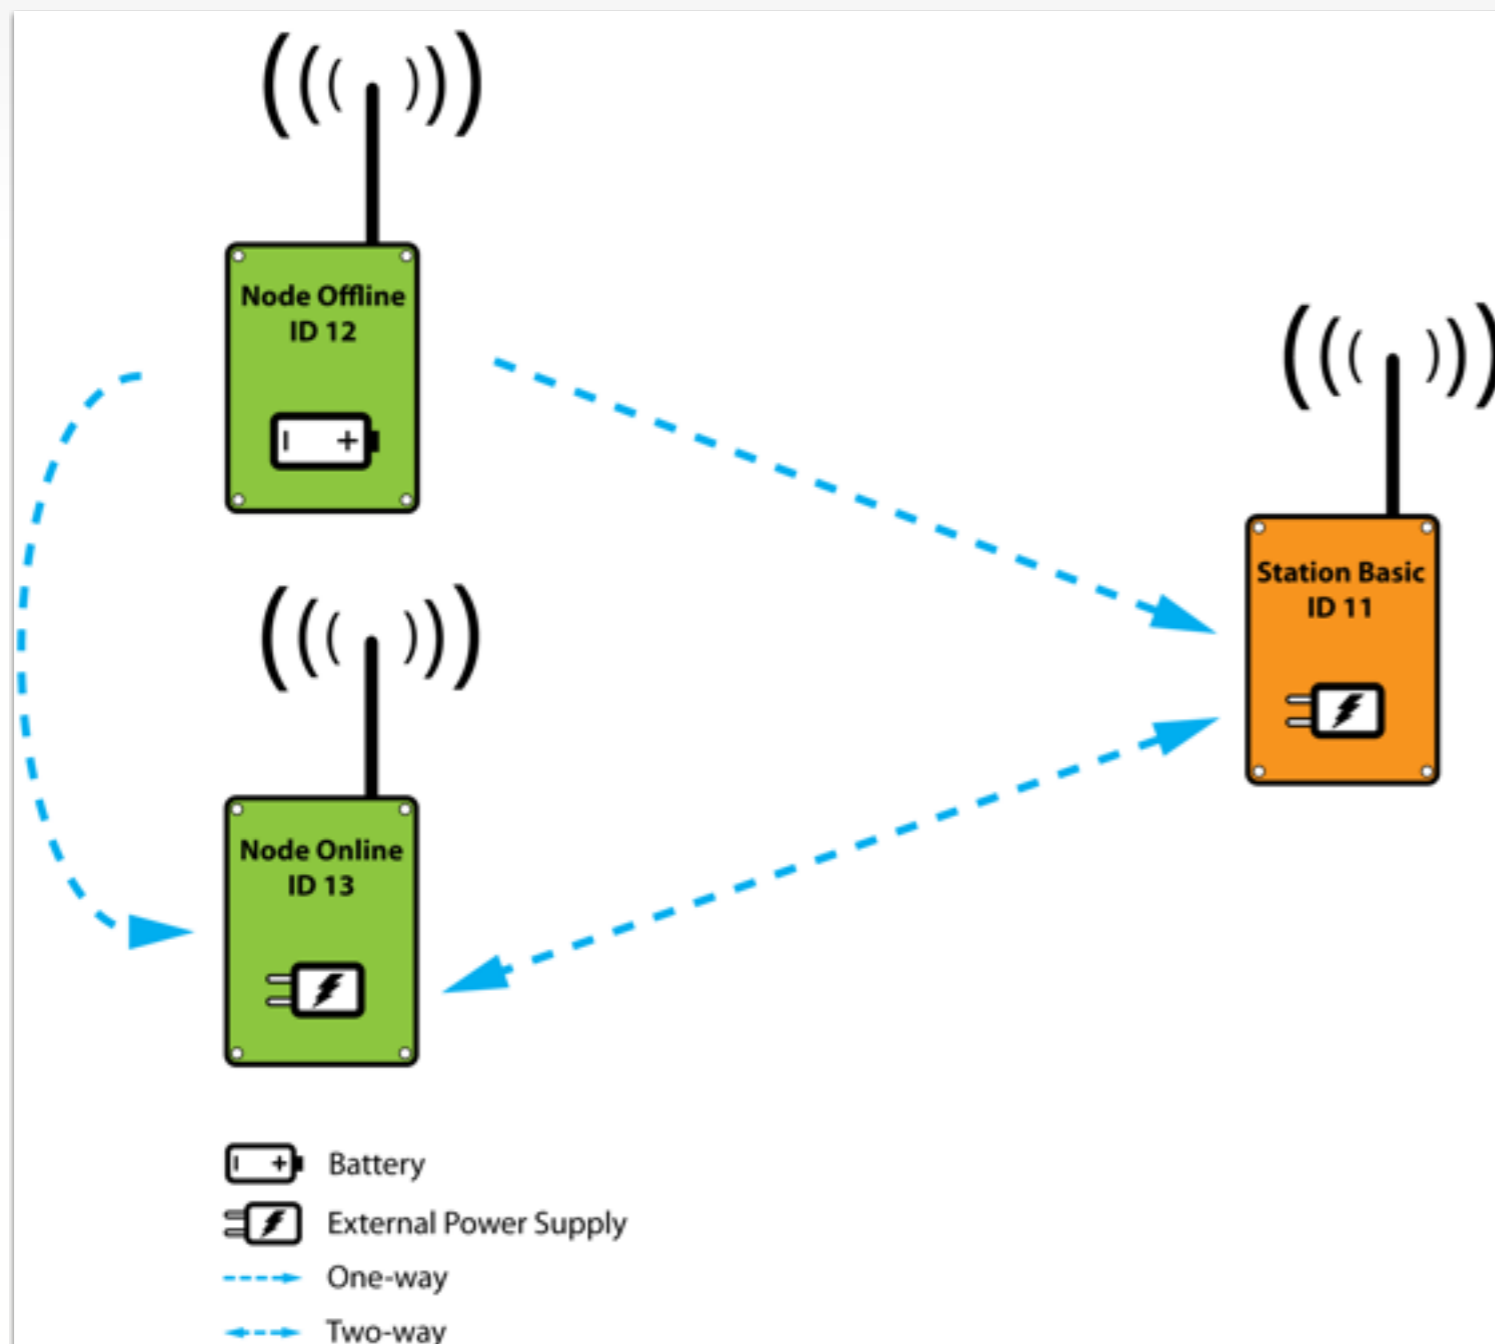 Node Offline
ID 12
Station Basic
ID 11
Node Online
ID 13
Battery
External Power Supply
One-way
Two-way